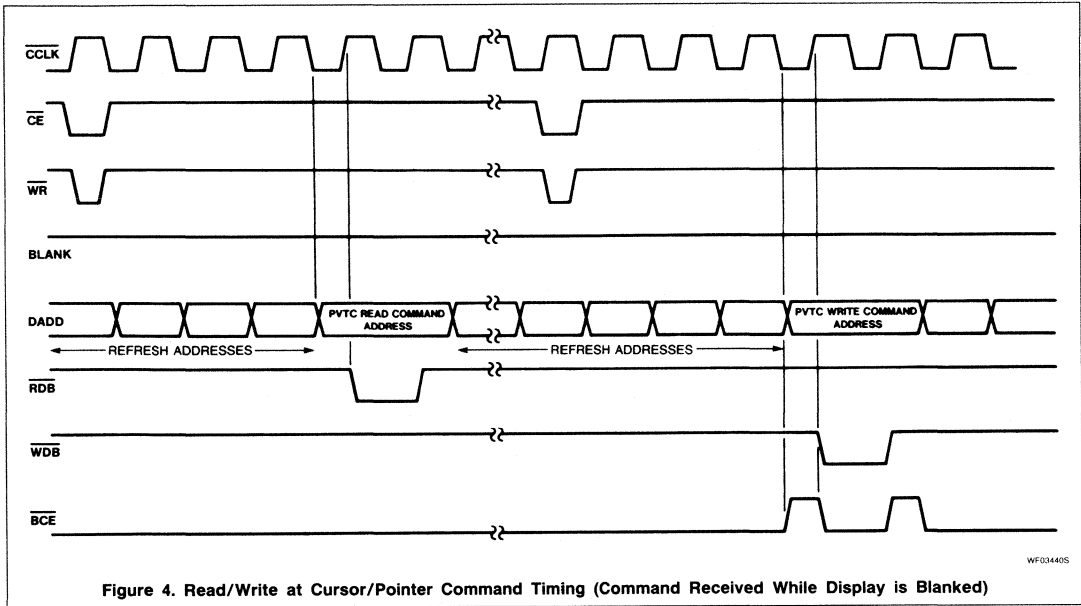 CCLK
CE
WR
BLANK
DADD
PVTC READ COMMAND
ADDRESS
PVTC WRITE COMMAND
ADDRESS
REFRESH ADDRESSES
REFRESH ADDRESSES
RDB
WDB
BCE
WF03440S
Figure 4. Read/Write at Cursor/Pointer Command Timing (Command Received While Display is Blanked)